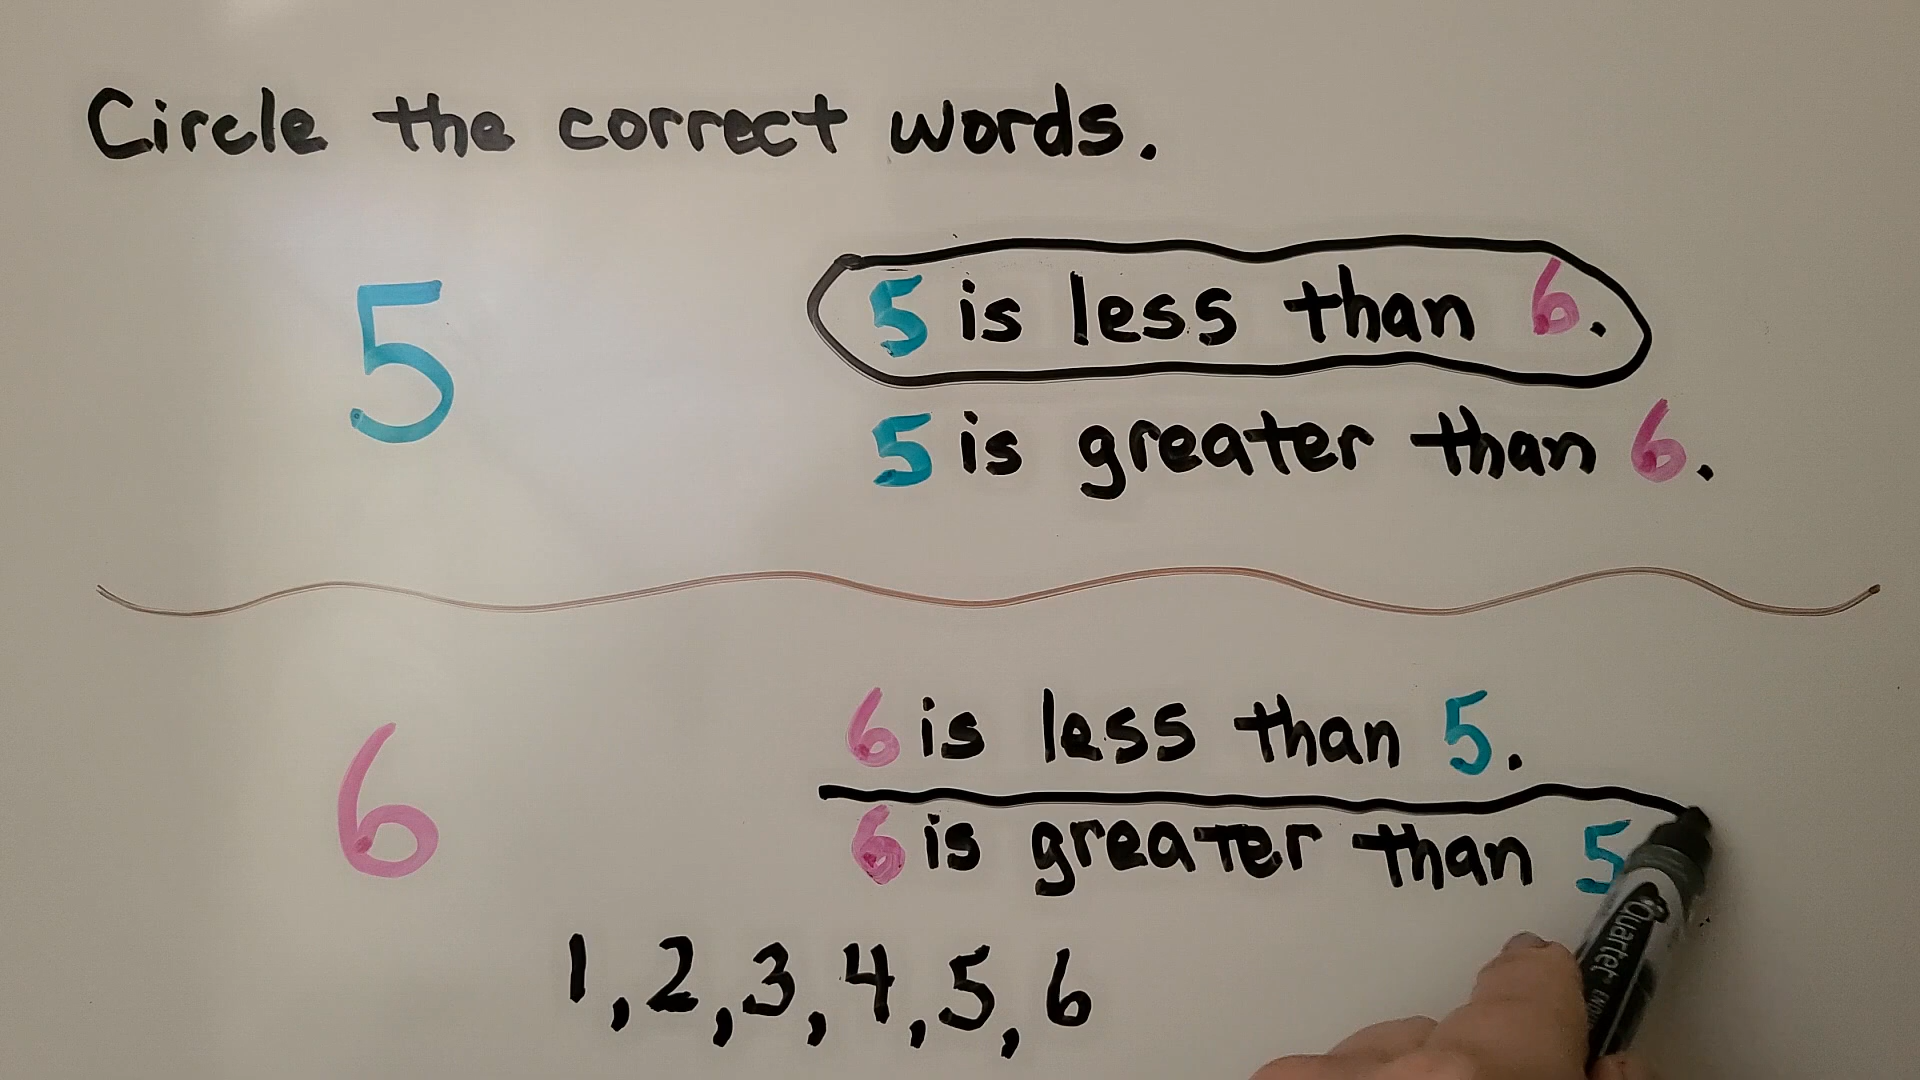 Circle the correct words.
5
5 is less than 6.
5 is greater than 6.
6
6 is less than 5.
6 is greater than 5
1, 2, 3, 4, 5, 6
Quartet